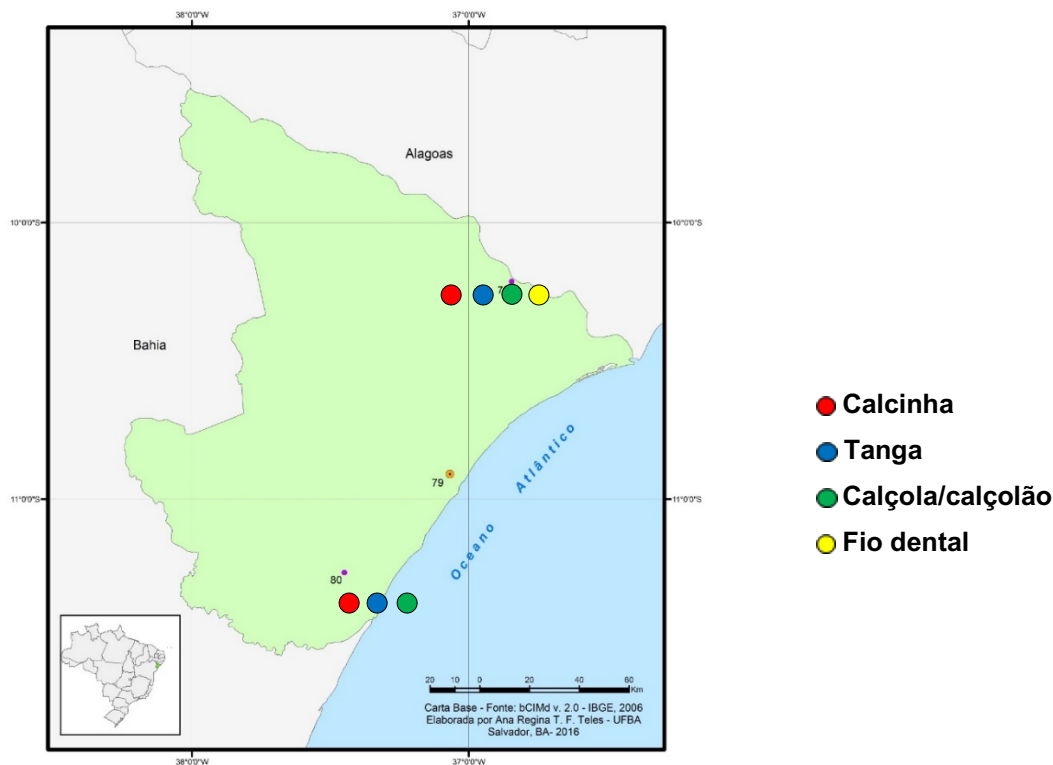 38°0'0"W
37°0'0"W
Alagoas
10°0'0"S
10°0'0"S
7
Bahia
Calcinha
Tanga
Calçola/calçolão
Fio dental
Oceano Atlântico
79
11°0'0"S
11°0'0"S
80
20 10 0 20 40 60
Km
Carta Base - Fonte: bCIMd v. 2.0 - IBGE, 2006
Elaborada por Ana Regina T. F. Teles - UFBA
Salvador, BA- 2016
38°0'0"W
37°0'0"W